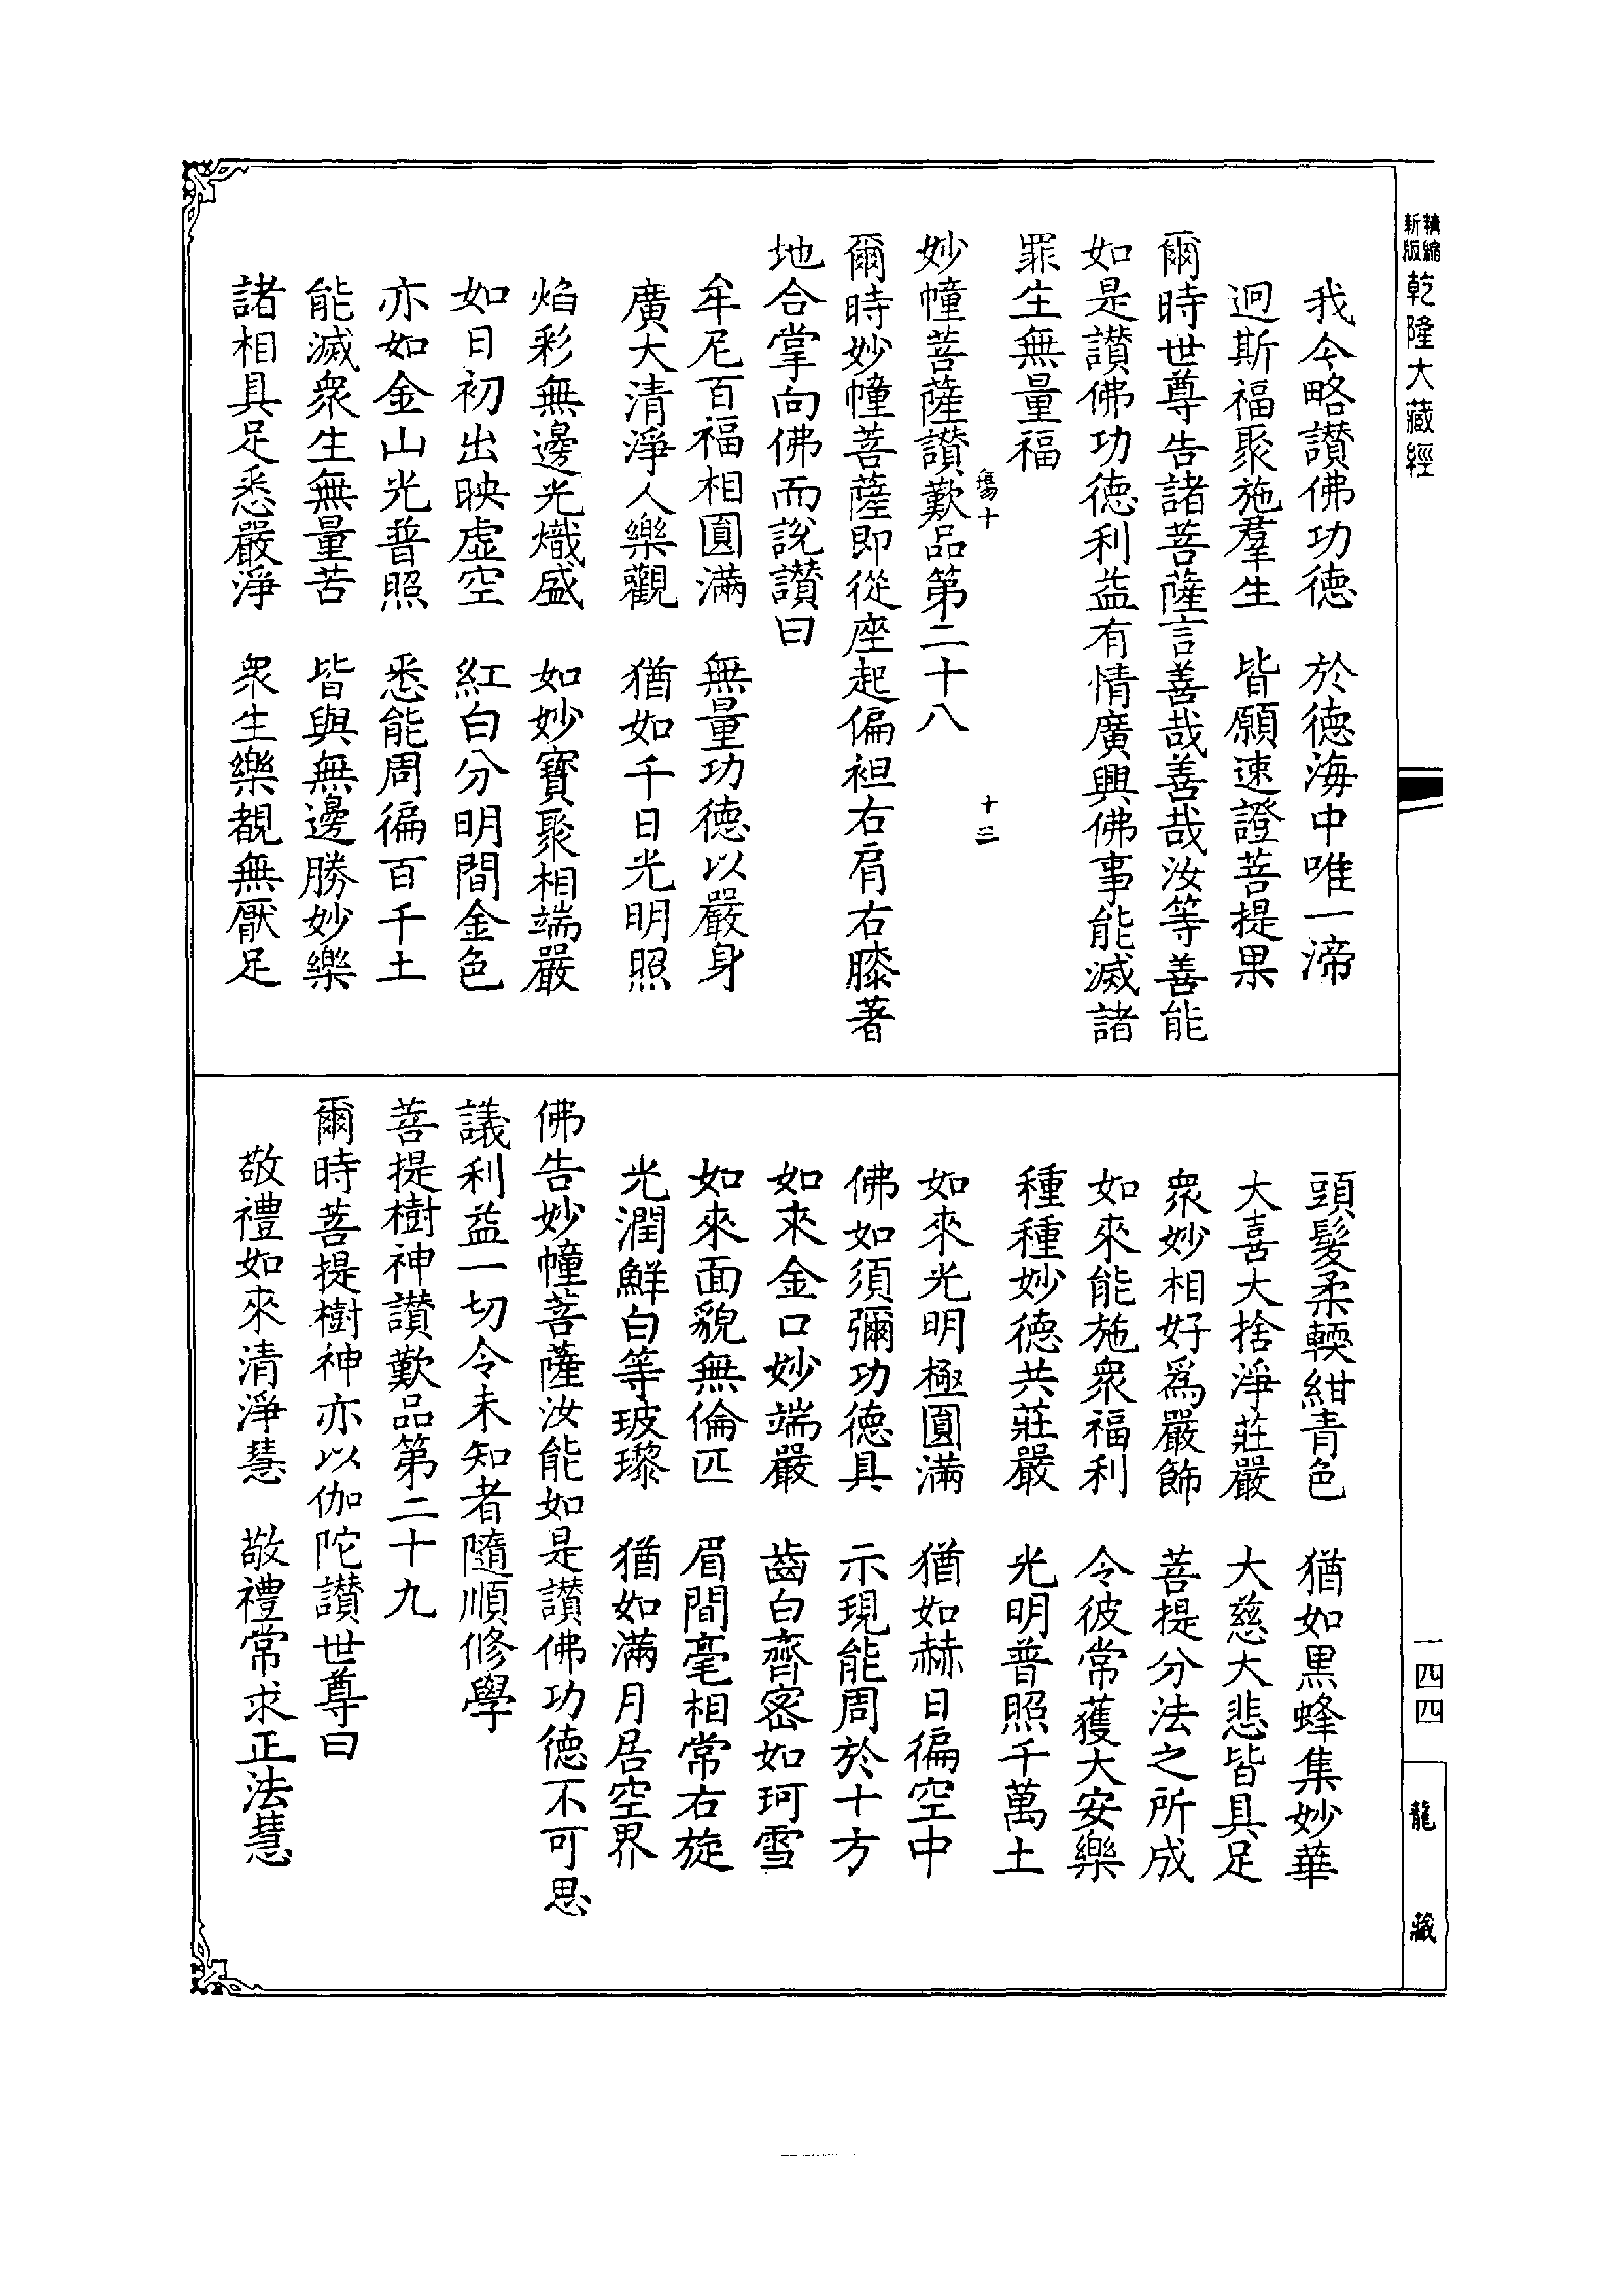 精縮新版 乾隆大藏經
我今略讃佛功德　於德海中唯一渧
迴斯福聚施羣生　皆願速證菩提果
爾時世尊告諸菩薩言善哉善哉汝等善能
如是讃佛功德利益有情廣興佛事能滅諸
罪生無量福
十三
妙幢菩薩讃歎品第二十八
爾時妙幢菩薩即從座起偏袒右肩右膝著
地合掌向佛而說讃曰
牟尼百福相圓滿　無量功德以嚴身
廣大清淨人樂觀　猶如千日光明照
焰彩無邊光熾盛　如妙寶聚相端嚴
如日初出映虛空　紅白分明間金色
亦如金山光普照　悉能周徧百千土
能滅衆生無量苦　皆與無邊勝妙樂
諸相具足悉嚴淨　衆生樂覩無厭足
頭髮柔輭紺青色　猶如黑蜂集妙華
大喜大捨淨莊嚴　大慈大悲皆具足
衆妙相好爲嚴飾　菩提分法之所成
如來能施衆福利　令彼常獲大安樂
種種妙德共莊嚴　光明普照千萬土
如來光明極圓滿　猶如赫日徧空中
佛如須彌功德具　示現能周於十方
如來金口妙端嚴　齒白齊密如珂雪
如來面貌無倫匹　眉間毫相常右旋
光潤鮮白等玻瓈　猶如滿月居空界
佛告妙幢菩薩汝能如是讃佛功德不可思
議利益一切令未知者隨順修學
菩提樹神讃歎品第二十九
爾時菩提樹神亦以伽陀讃世尊曰
敬禮如來清淨慧　敬禮常求正法慧
一四四
龍藏